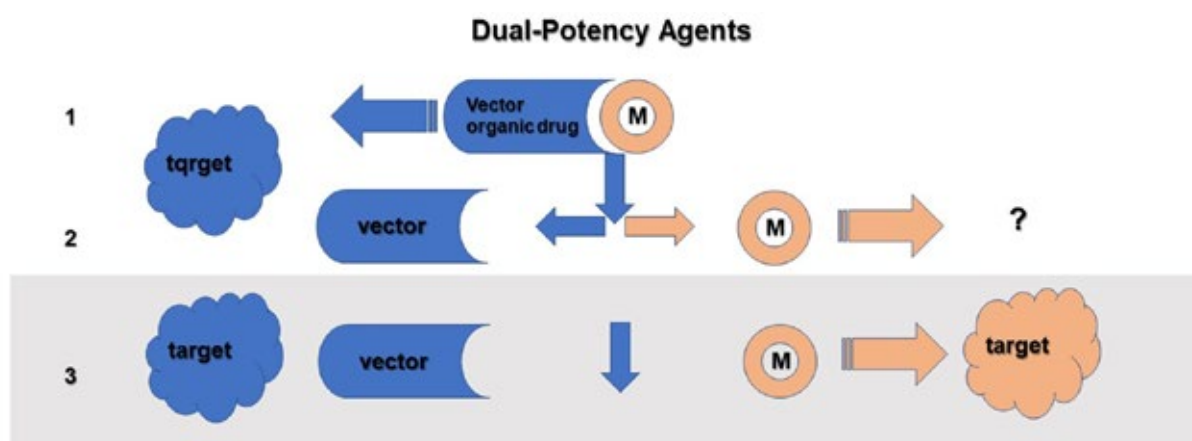 Dual-Potency Agents
1
Vector
organic drug
M
tqrget
2
vector
M
?
3
target
vector
M
target